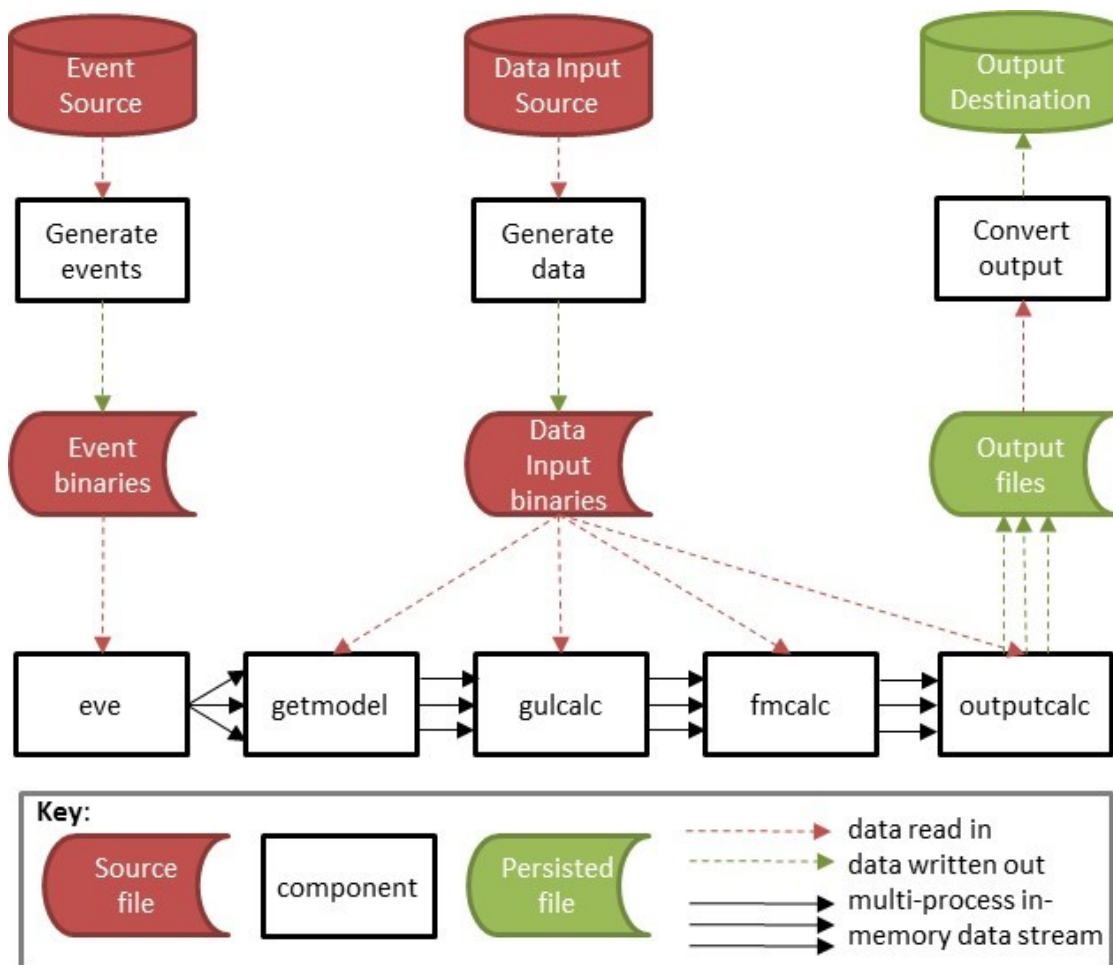 Event
Source
Data Input
Source
Output
Destination
Generate
events
Generate
data
Convert
output
Event
binaries
Data
Input
binaries
Output
files
eve
getmodel
gulcalc
fmcalc
outputcalc
Key:
Source
file
component
Persisted
file
data read in
data written out
multi-process in-
memory data stream